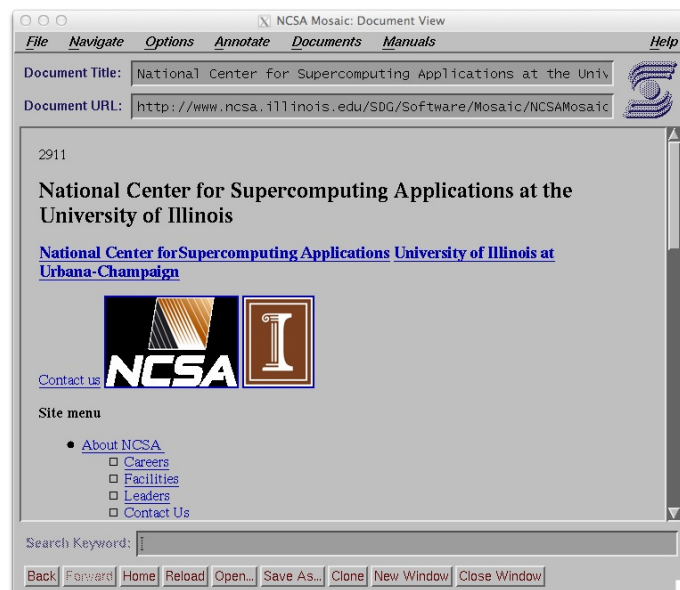 NCSA Mosaic: Document View
File Navigate Options Annotate Documents Manuals Help
Document Title: National Center for Supercomputing Applications at the Univ
Document URL: http://www.ncsa.illinois.edu/SDG/Software/Mosaic/NCSAMosaic
2911
National Center for Supercomputing Applications at the
University of Illinois
National Center forSupercomputing Applications University of Illinois at
Urbana-Champaign
Contact us NCSA I
Site menu
About NCSA
Careers
Facilities
Leaders
Contact Us
Search Keyword:
Back Forward Home Reload Open... Save As... Clone New Window Close Window